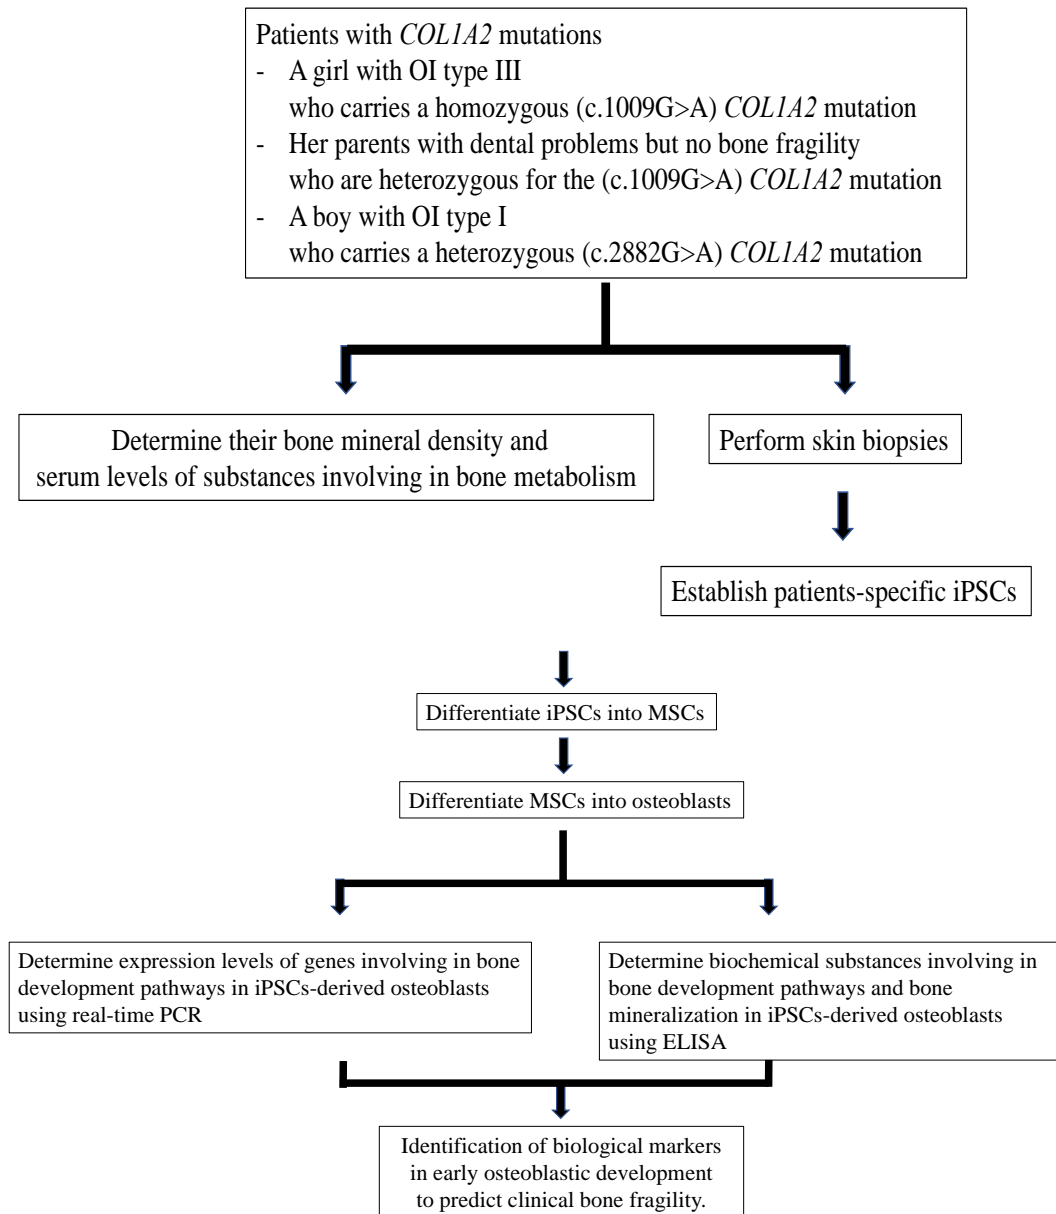 Patients with COL1A2 mutations
- A girl with OI type III
who carries a homozygous (c.1009G>A) COL1A2 mutation
- Her parents with dental problems but no bone fragility
who are heterozygous for the (c.1009G>A) COL1A2 mutation
- A boy with OI type I
who carries a heterozygous (c.2882G>A) COL1A2 mutation
Determine their bone mineral density and
serum levels of substances involving in bone metabolism
Perform skin biopsies
Establish patients-specific iPSCs
Differentiate iPSCs into MSCs
Differentiate MSCs into osteoblasts
Determine expression levels of genes involving in bone
development pathways in iPSCs-derived osteoblasts
using real-time PCR
Determine biochemical substances involving in
bone development pathways and bone
mineralization in iPSCs-derived osteoblasts
using ELISA
Identification of biological markers
in early osteoblastic development
to predict clinical bone fragility.